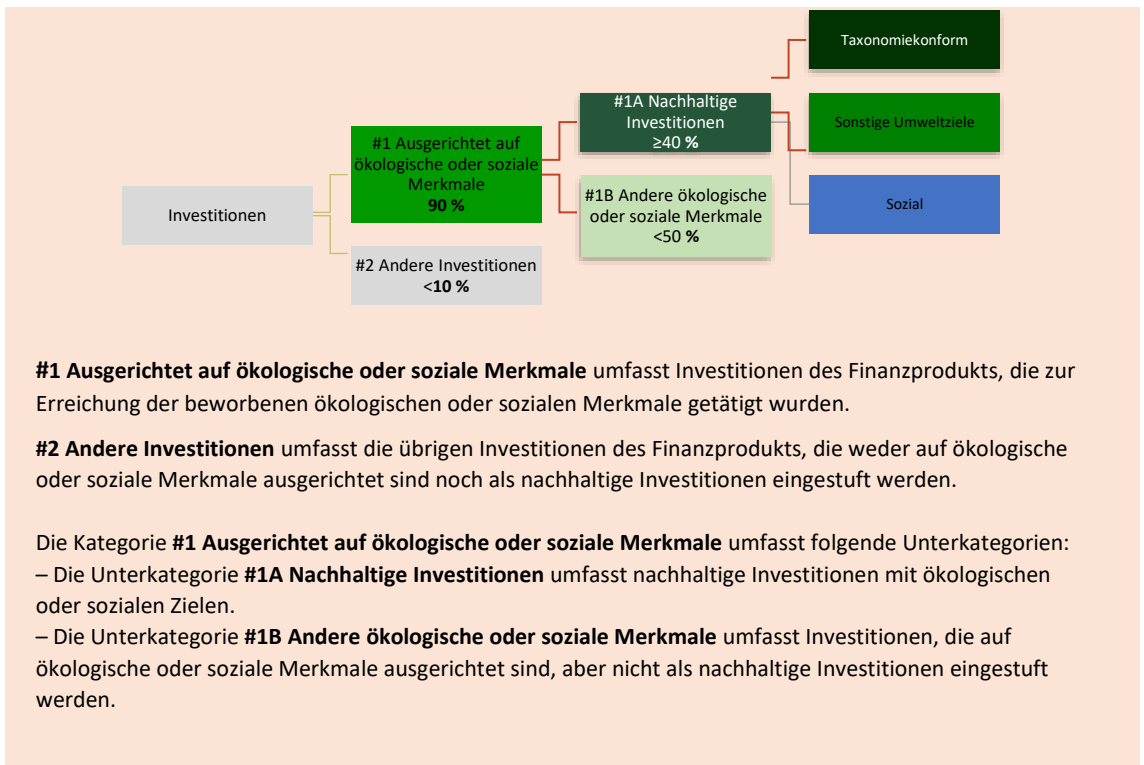 Taxonomiekonform
#1A Nachhaltige
Investitionen
≥40 %
Sonstige Umweltziele
#1 Ausgerichtet auf
ökologische oder soziale
Merkmale
90 %
#1B Andere ökologische
oder soziale Merkmale
<50 %
Sozial
Investitionen
#2 Andere Investitionen
<10 %
#1 Ausgerichtet auf ökologische oder soziale Merkmale umfasst Investitionen des Finanzprodukts, die zur
Erreichung der beworbenen ökologischen oder sozialen Merkmale getätigt wurden.
#2 Andere Investitionen umfasst die übrigen Investitionen des Finanzprodukts, die weder auf ökologische
oder soziale Merkmale ausgerichtet sind noch als nachhaltige Investitionen eingestuft werden.
Die Kategorie #1 Ausgerichtet auf ökologische oder soziale Merkmale umfasst folgende Unterkategorien:
– Die Unterkategorie #1A Nachhaltige Investitionen umfasst nachhaltige Investitionen mit ökologischen
oder sozialen Zielen.
– Die Unterkategorie #1B Andere ökologische oder soziale Merkmale umfasst Investitionen, die auf
ökologische oder soziale Merkmale ausgerichtet sind, aber nicht als nachhaltige Investitionen eingestuft
werden.